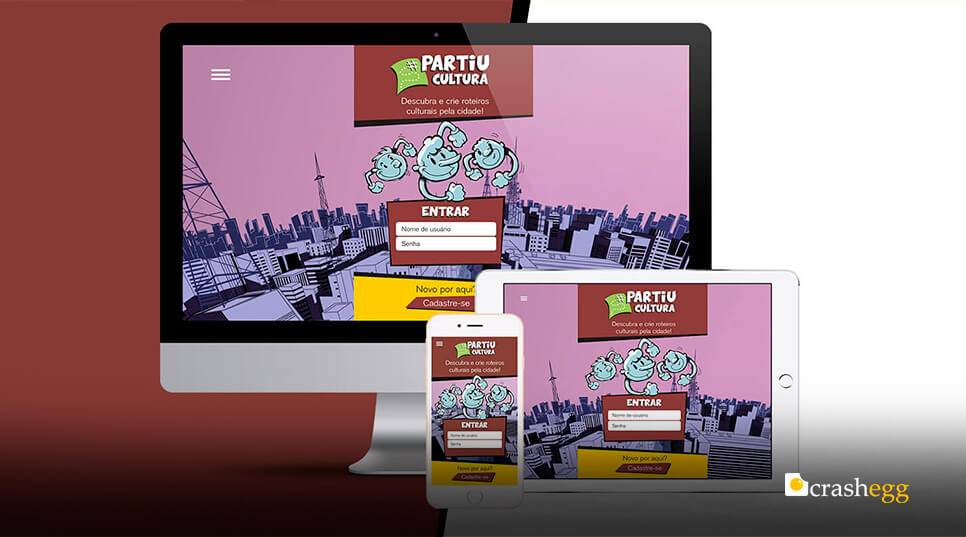 #PARTIU
CULTURA
Descubra e crie roteiros
culturais pela cidade!
ENTRAR
Nome de usuário
Senha
Novo por aqui?
Cadastre-se
#PARTIU
CULTURA
Descubra e crie roteiros
culturais pela cidade!
ENTRAR
Nome de usuário
Senha
Novo por aqui?
Cadastre-se
#PARTIU
CULTURA
Descubra e crie roteiros
culturais pela cidade!
ENTRAR
Nome de usuário
Senha
Novo por aqui?
Cadastre-se
crashegg